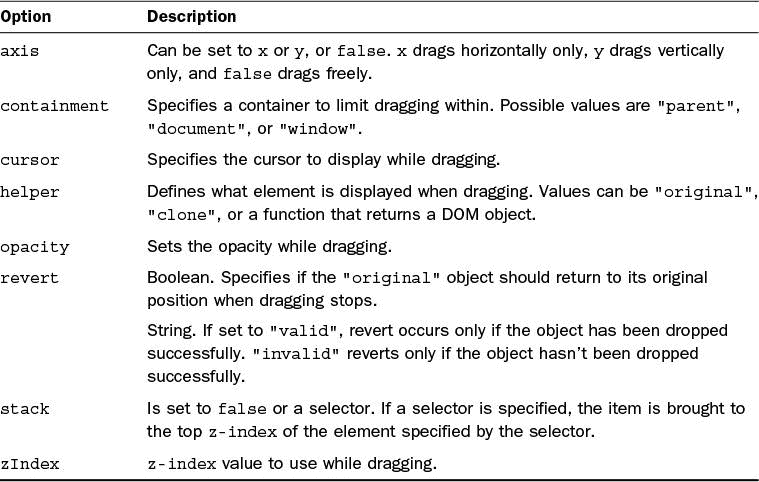 Option Description
axis Can be set to x or y, or false. x drags horizontally only, y drags vertically
only, and false drags freely.
containment Specifies a container to limit dragging within. Possible values are "parent",
"document", or "window".
cursor Specifies the cursor to display while dragging.
helper Defines what element is displayed when dragging. Values can be "original",
"clone", or a function that returns a DOM object.
opacity Sets the opacity while dragging.
revert Boolean. Specifies if the "original" object should return to its original
position when dragging stops.
String. If set to "valid", revert occurs only if the object has been dropped
successfully. "invalid" reverts only if the object hasn't been dropped
successfully.
stack Is set to false or a selector. If a selector is specified, the item is brought to
the top z-index of the element specified by the selector.
zIndex z-index value to use while dragging.